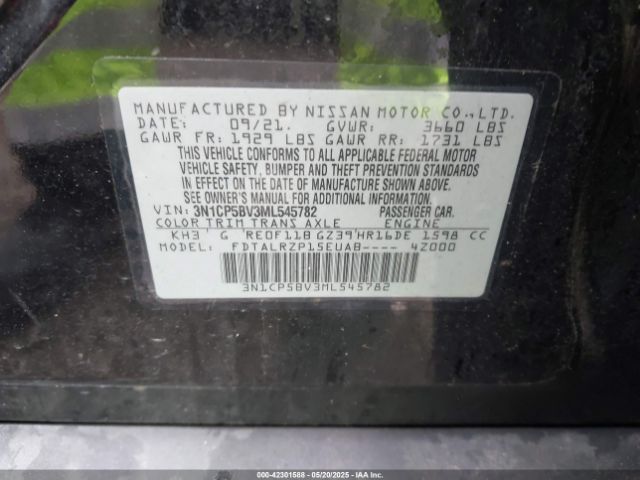 MANUFACTURED BY NISSAN MOTOR CO.,LTD.
DATE: 09/21. GVWR: 3660 LBS
GAWR FR: 1929 LBS GAWR RR: 1731 LBS
THIS VEHICLE CONFORMS TO ALL APPLICABLE FEDERAL MOTOR
VEHICLE SAFETY, BUMPER AND THEFT PREVENTION STANDARDS
IN EFFECT ON THE DATE OF MANUFACTURE SHOWN ABOVE.
SEE OWNER'S MANUAL FOR ADDITIONAL INFORMATION
VIN: 3N1CP5BV3ML545782 PASSENGER CAR.
COLOR TRIM TRANS AXLE ENGINE
KH3 G RE0F11B GZ39 HR16DE 1598 CC
MODEL: FDTALRZP15EUAB---- 4Z000
3N1CP5BV3ML545782
000-42301588 - 05/20/2025 - IAAI.COM